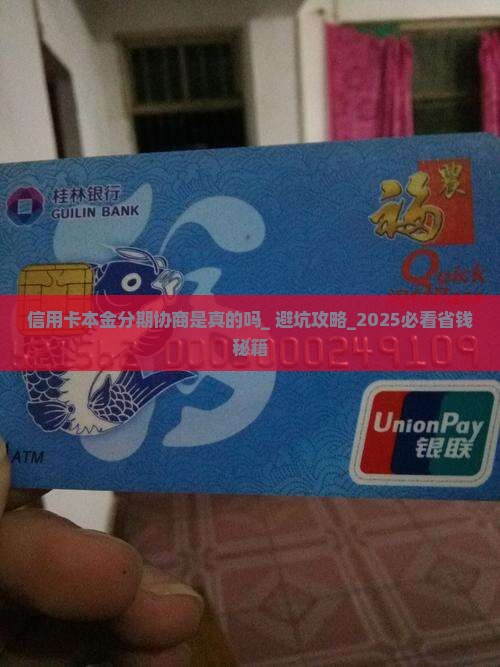 桂林银行
GUILIN BANK
農
福
Quick
信用卡本金分期协商是真的吗_ 避坑攻略_2025必看省钱
秘籍
UnionPay
银联
ATM